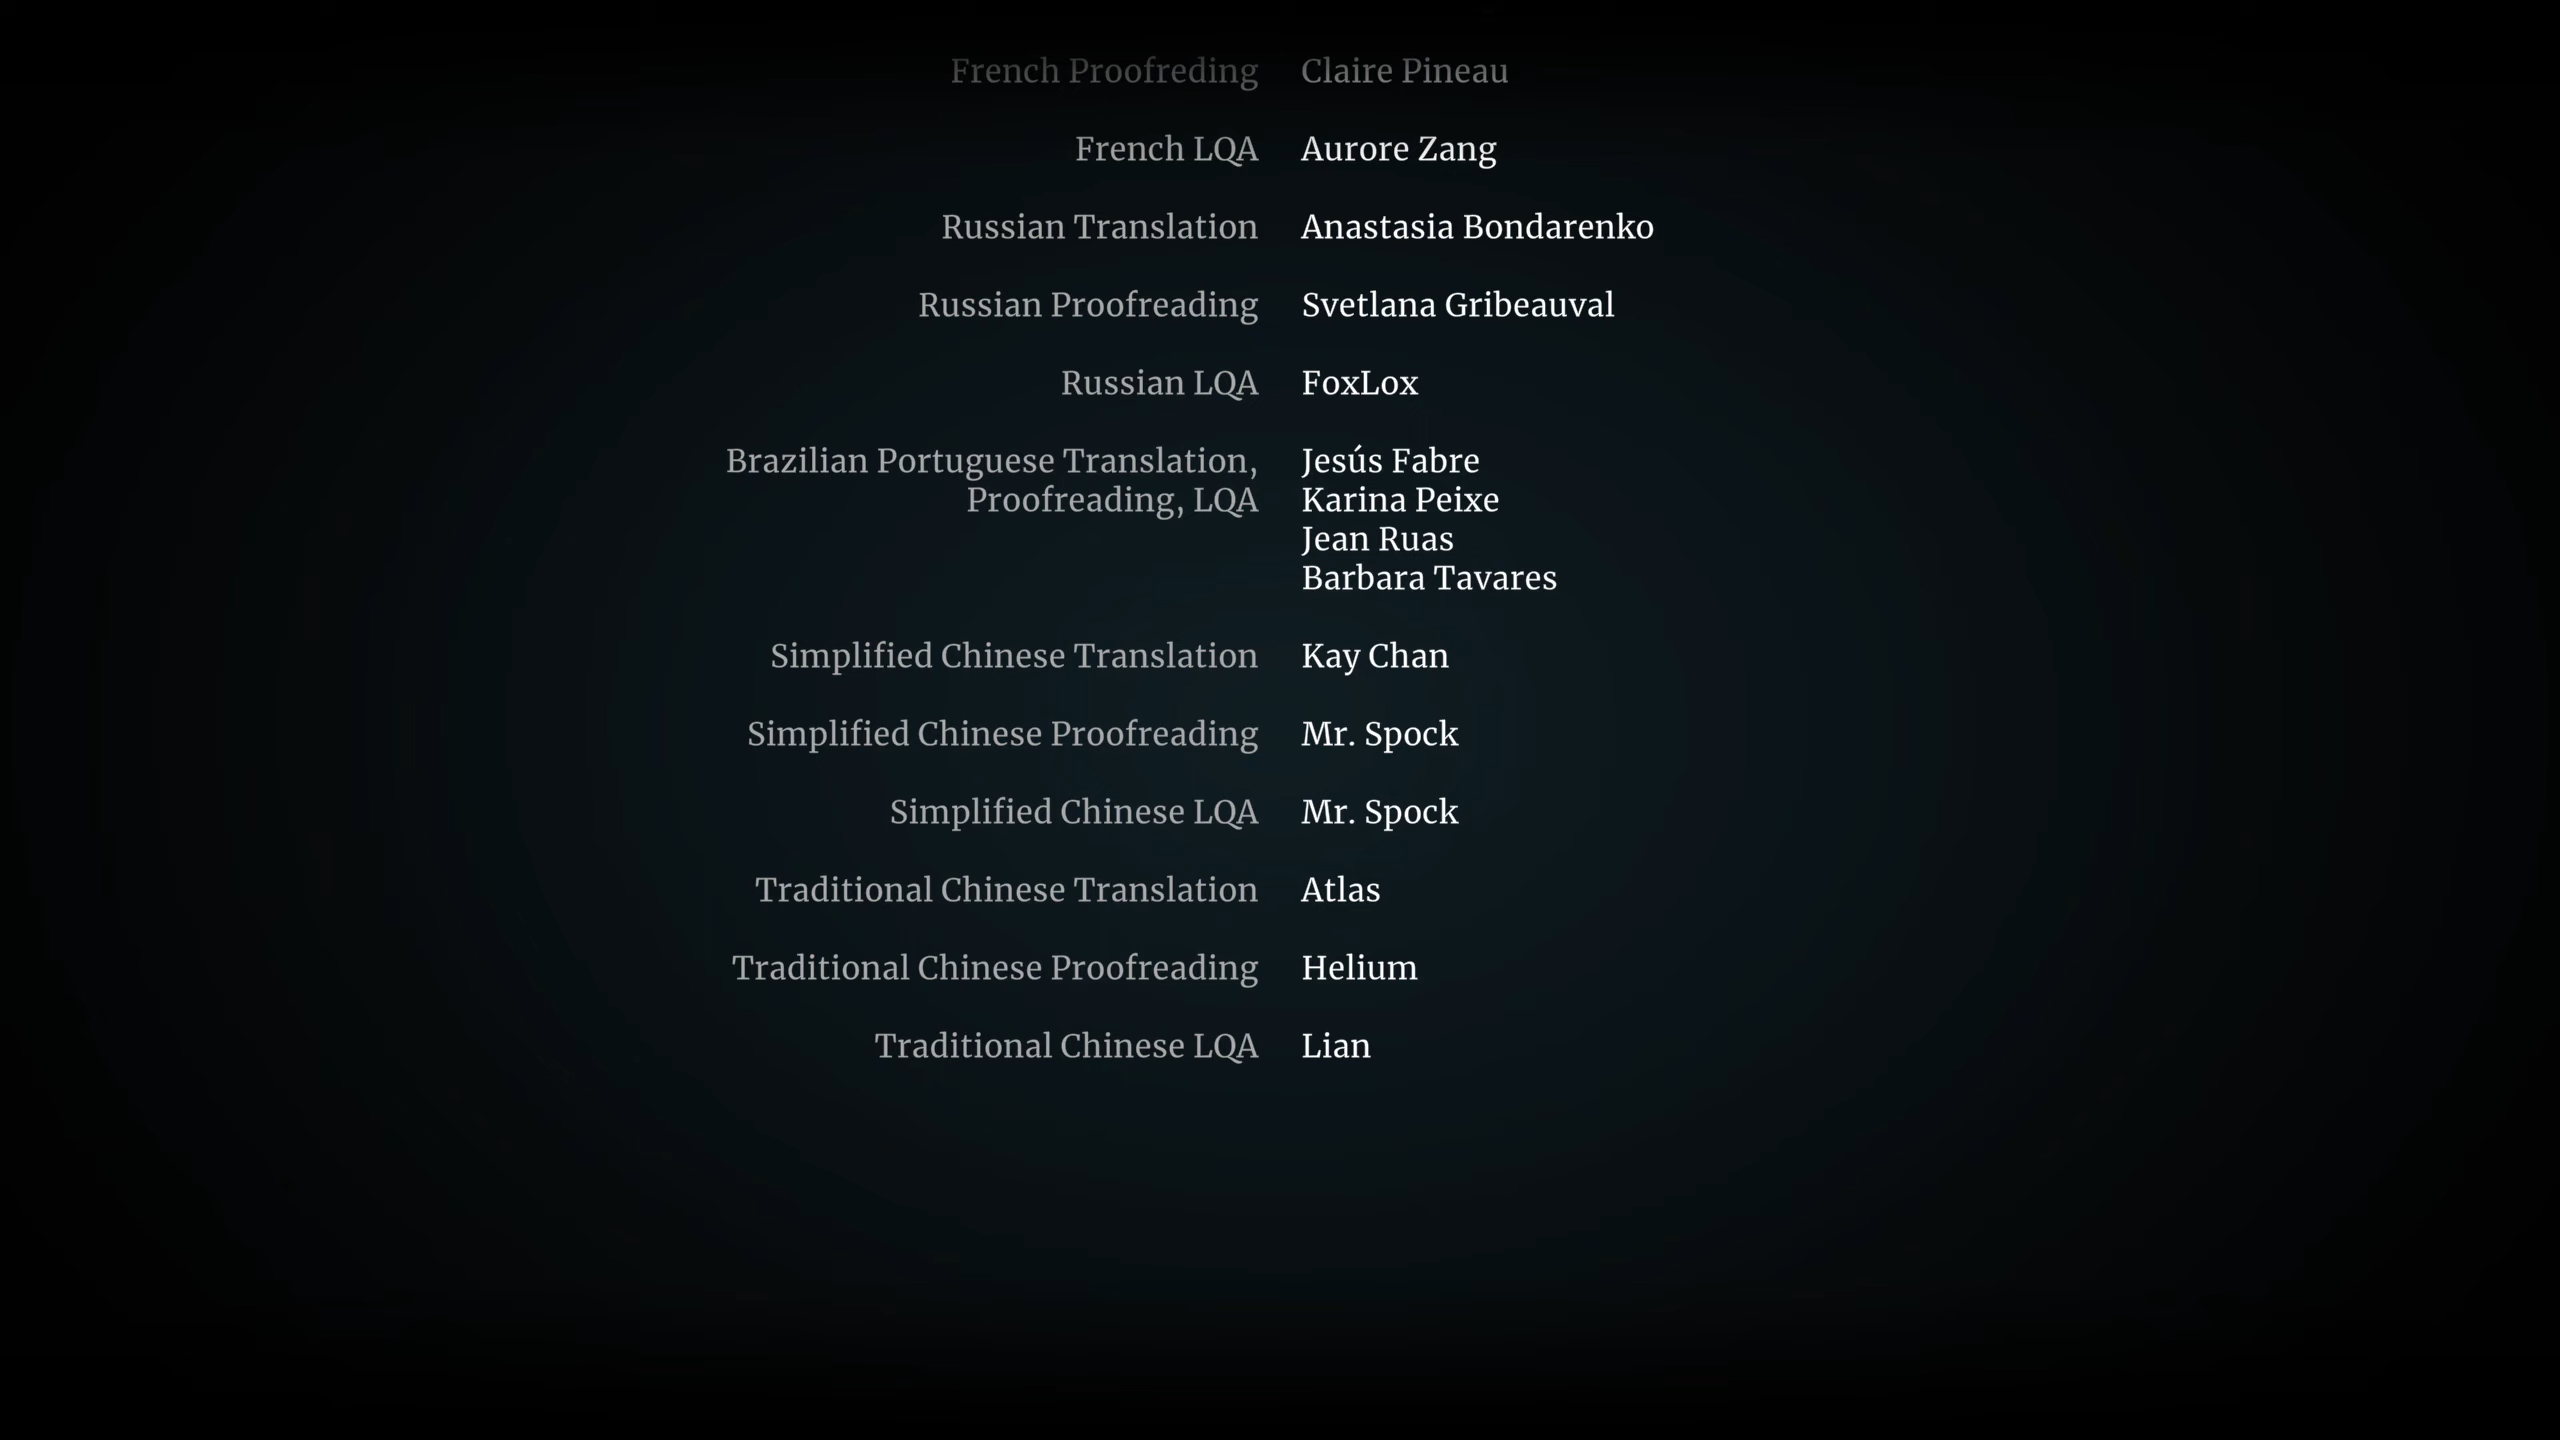 French Proofreding Claire Pineau
French LQA Aurore Zang
Russian Translation Anastasia Bondarenko
Russian Proofreading Svetlana Gribeauval
Russian LQA FoxLox
Brazilian Portuguese Translation, Jesús Fabre
Proofreading, LQA Karina Peixe
Jean Ruas
Barbara Tavares
Simplified Chinese Translation Kay Chan
Simplified Chinese Proofreading Mr. Spock
Simplified Chinese LQA Mr. Spock
Traditional Chinese Translation Atlas
Traditional Chinese Proofreading Helium
Traditional Chinese LQA Lian